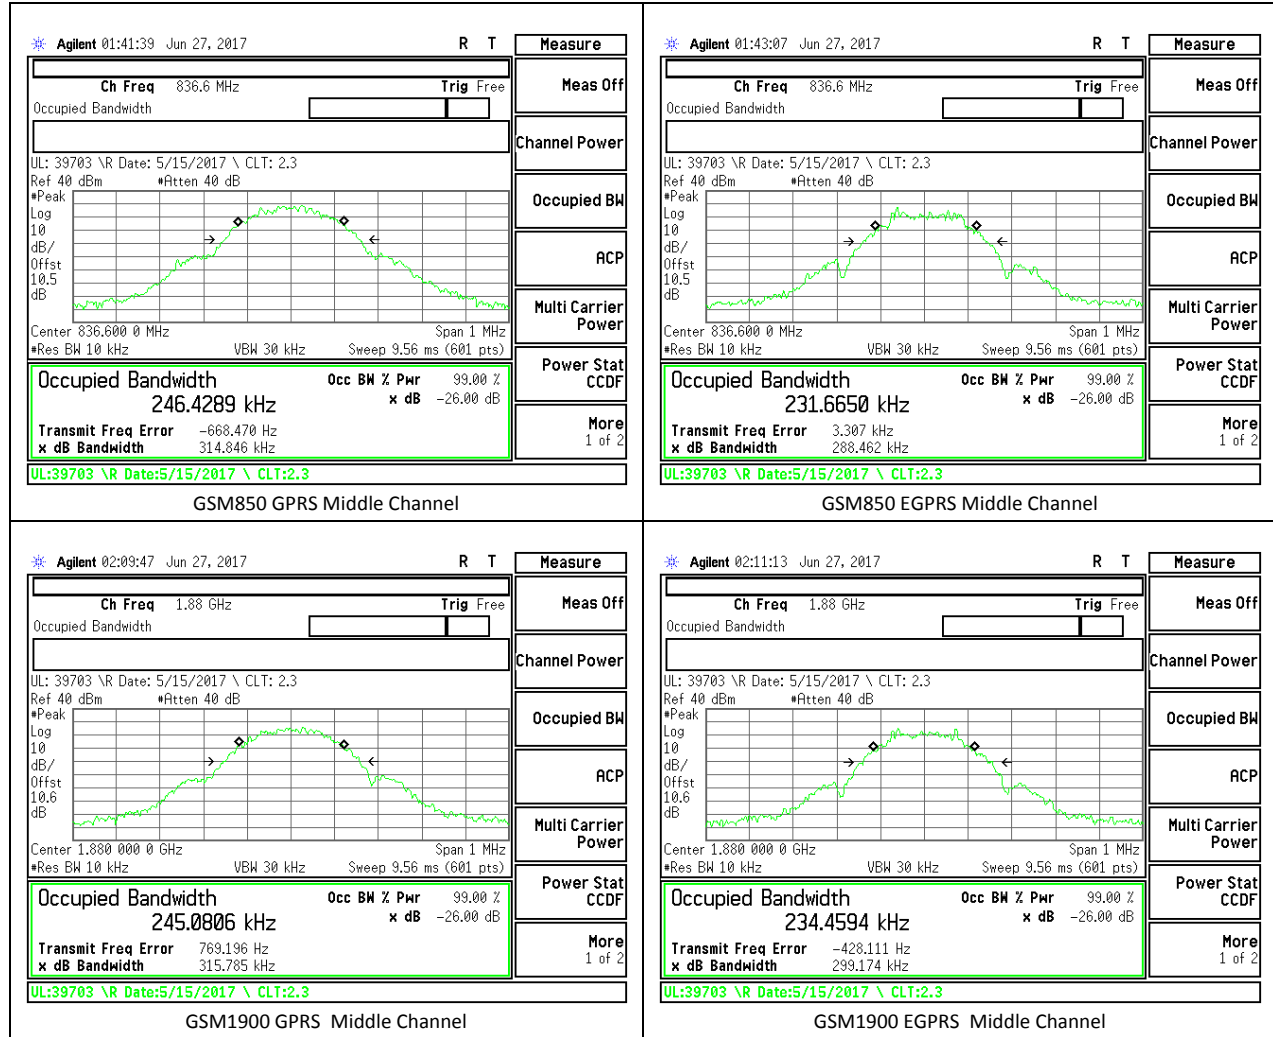 Agilent 01:41:39 Jun 27, 2017 R T Measure
Ch Freq 836.6 MHz Trig Free
Occupied Bandwidth
Meas Off
Channel Power
Occupied BW
ACP
Multi Carrier
Power
Power Stat
CCDF
More
1 of 2
UL: 39703 \R Date: 5/15/2017 \ CLT: 2.3
Ref 40 dBm #Atten 40 dB
#Peak
Log
10
dB/
Offst
10.5
dB
Center 836.600 0 MHz Span 1 MHz
#Res BW 10 kHz VBW 30 kHz Sweep 9.56 ms (601 pts)
Occupied Bandwidth Occ BW % Pwr 99.00 %
246.4289 kHz x dB -26.00 dB
Transmit Freq Error -668.470 Hz
x dB Bandwidth 314.846 kHz
UL:39703 \R Date:5/15/2017 \ CLT:2.3
GSM850 GPRS Middle Channel
Agilent 01:43:07 Jun 27, 2017 R T Measure
Ch Freq 836.6 MHz Trig Free
Occupied Bandwidth
Meas Off
Channel Power
Occupied BW
ACP
Multi Carrier
Power
Power Stat
CCDF
More
1 of 2
UL: 39703 \R Date: 5/15/2017 \ CLT: 2.3
Ref 40 dBm #Atten 40 dB
#Peak
Log
10
dB/
Offst
10.5
dB
Center 836.600 0 MHz Span 1 MHz
#Res BW 10 kHz VBW 30 kHz Sweep 9.56 ms (601 pts)
Occupied Bandwidth Occ BW % Pwr 99.00 %
231.6650 kHz x dB -26.00 dB
Transmit Freq Error 3.307 kHz
x dB Bandwidth 288.462 kHz
UL:39703 \R Date:5/15/2017 \ CLT:2.3
GSM850 EGPRS Middle Channel
Agilent 02:09:47 Jun 27, 2017 R T Measure
Ch Freq 1.88 GHz Trig Free
Occupied Bandwidth
Meas Off
Channel Power
Occupied BW
ACP
Multi Carrier
Power
Power Stat
CCDF
More
1 of 2
UL: 39703 \R Date: 5/15/2017 \ CLT: 2.3
Ref 40 dBm #Atten 40 dB
#Peak
Log
10
dB/
Offst
10.6
dB
Center 1.880 000 0 GHz Span 1 MHz
#Res BW 10 kHz VBW 30 kHz Sweep 9.56 ms (601 pts)
Occupied Bandwidth Occ BW % Pwr 99.00 %
245.0806 kHz x dB -26.00 dB
Transmit Freq Error 769.196 Hz
x dB Bandwidth 315.785 kHz
UL:39703 \R Date:5/15/2017 \ CLT:2.3
GSM1900 GPRS Middle Channel
Agilent 02:11:13 Jun 27, 2017 R T Measure
Ch Freq 1.88 GHz Trig Free
Occupied Bandwidth
Meas Off
Channel Power
Occupied BW
ACP
Multi Carrier
Power
Power Stat
CCDF
More
1 of 2
UL: 39703 \R Date: 5/15/2017 \ CLT: 2.3
Ref 40 dBm #Atten 40 dB
#Peak
Log
10
dB/
Offst
10.6
dB
Center 1.880 000 0 GHz Span 1 MHz
#Res BW 10 kHz VBW 30 kHz Sweep 9.56 ms (601 pts)
Occupied Bandwidth Occ BW % Pwr 99.00 %
234.4594 kHz x dB -26.00 dB
Transmit Freq Error -428.111 Hz
x dB Bandwidth 299.174 kHz
UL:39703 \R Date:5/15/2017 \ CLT:2.3
GSM1900 EGPRS Middle Channel